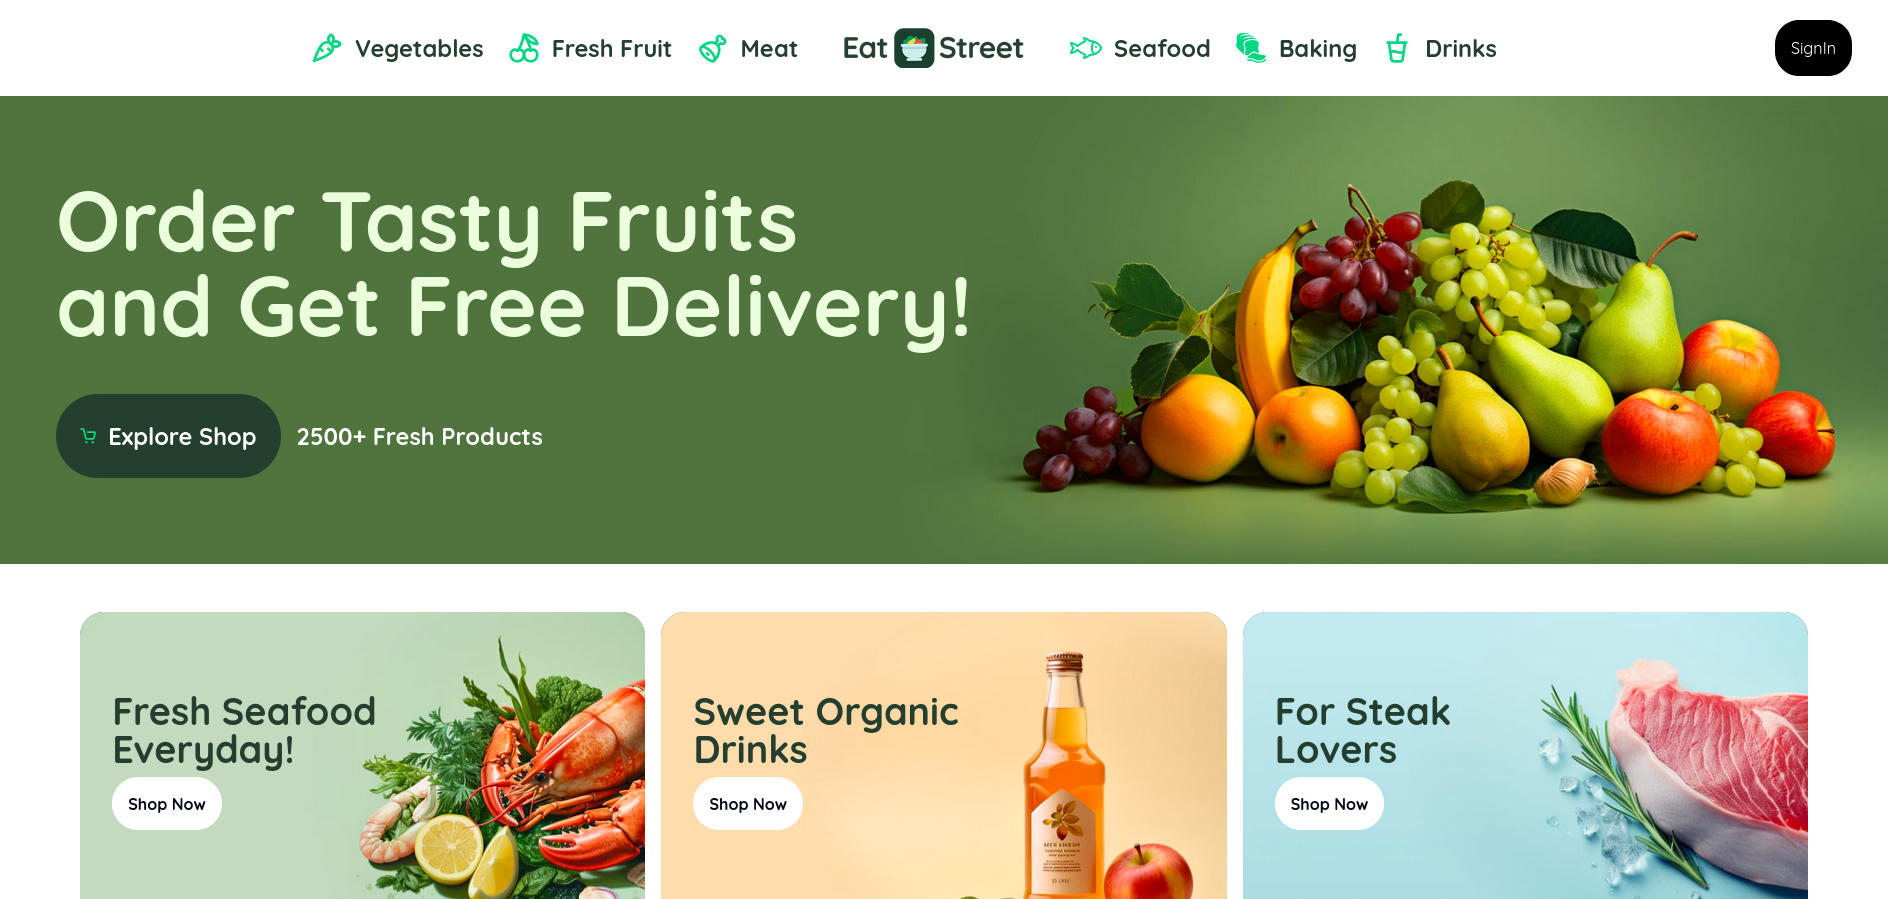 Vegetables Fresh Fruit Meat Eat Street Seafood Baking Drinks SignIn
Order Tasty Fruits
and Get Free Delivery!
Explore Shop 2500+ Fresh Products
Fresh Seafood
Everyday!
Shop Now
Sweet Organic
Drinks
Shop Now
For Steak
Lovers
Shop Now